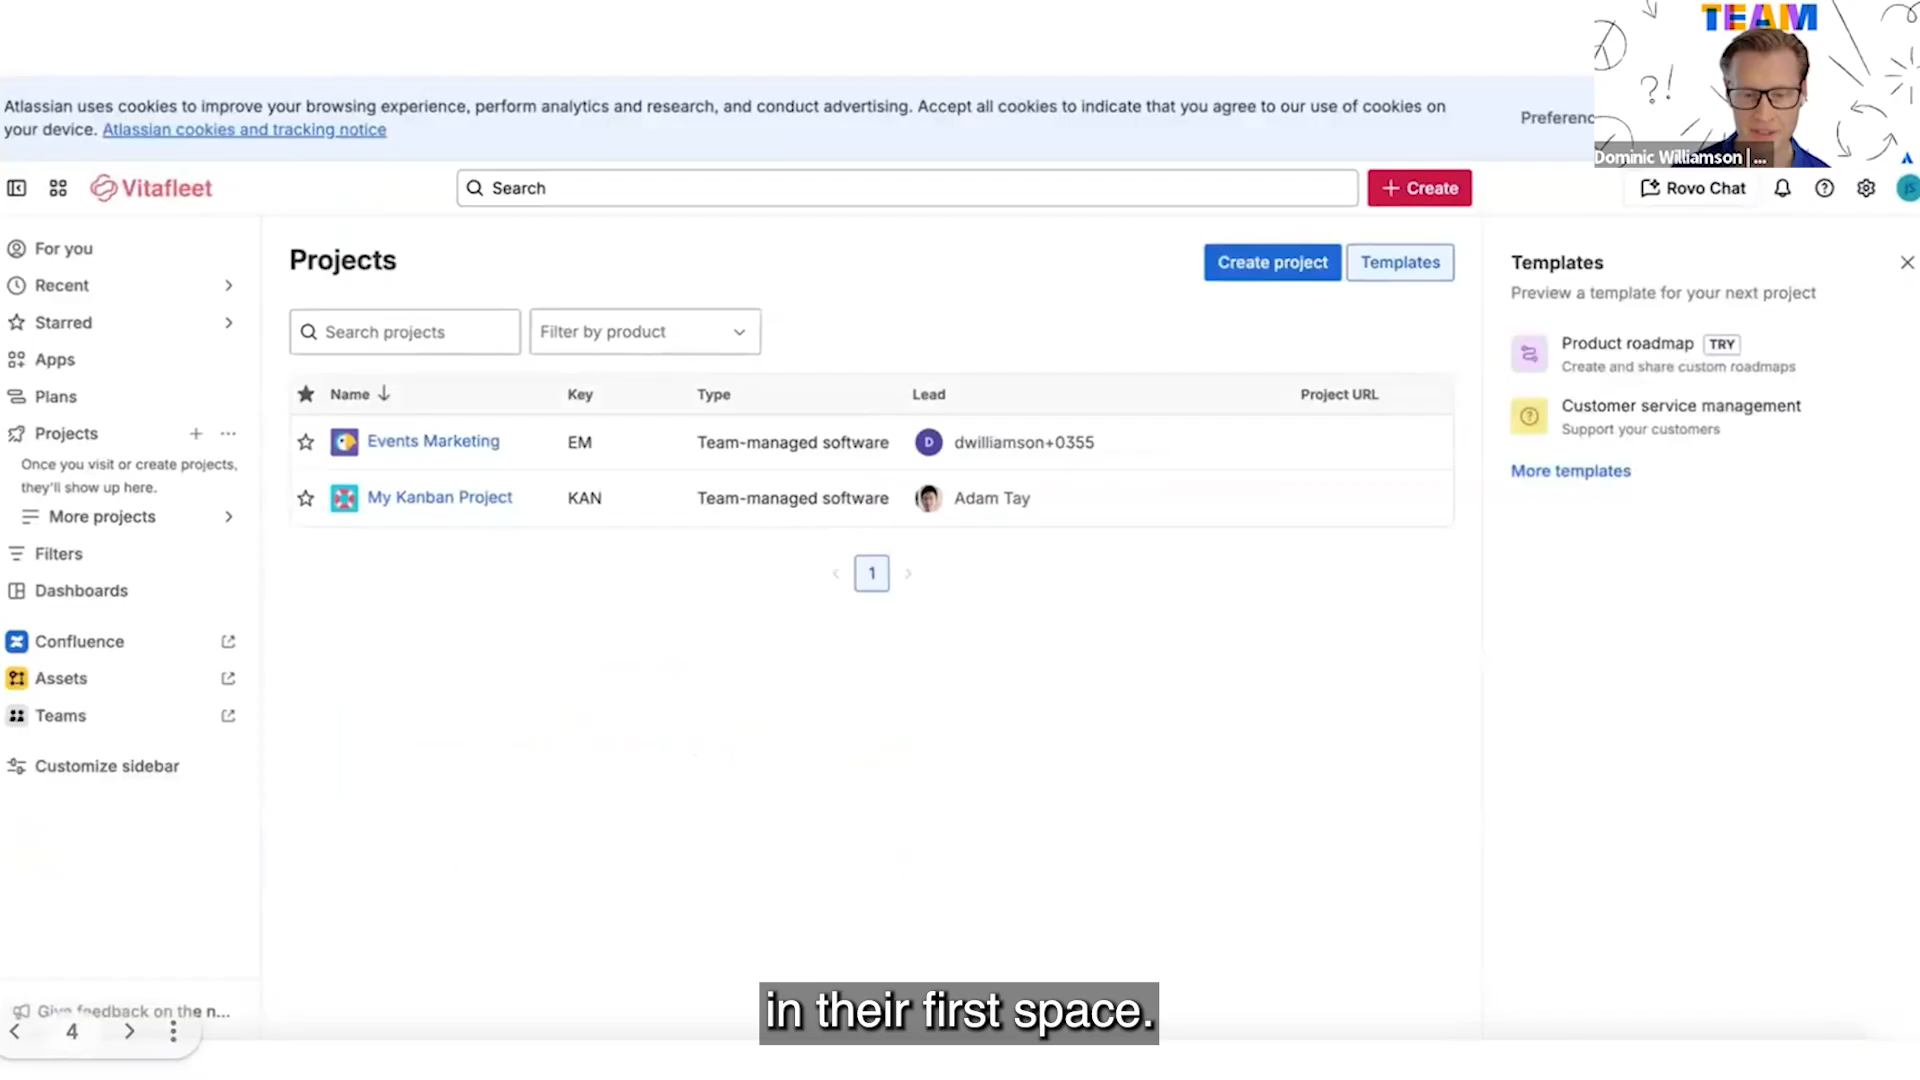 TEAM
Atlassian uses cookies to improve your browsing experience, perform analytics and research, and conduct advertising. Accept all cookies to indicate that you agree to our use of cookies on
your device. Atlassian cookies and tracking notice
Preferenc
Dominic Williamson | ...
Vitafleet
Search
+ Create
Rovo Chat
JS
For you
Recent
Starred
Apps
Plans
Projects
Once you visit or create projects,
they'll show up here.
More projects
Filters
Dashboards
Confluence
Assets
Teams
Customize sidebar
Give feedback on the n...
4
Projects
Create project
Templates
Search projects
Filter by product
Name Key Type Lead Project URL
Events Marketing EM Team-managed software D dwilliamson+0355
My Kanban Project KAN Team-managed software Adam Tay
1
Templates
Preview a template for your next project
Product roadmap TRY
Create and share custom roadmaps
Customer service management
Support your customers
More templates
in their first space.